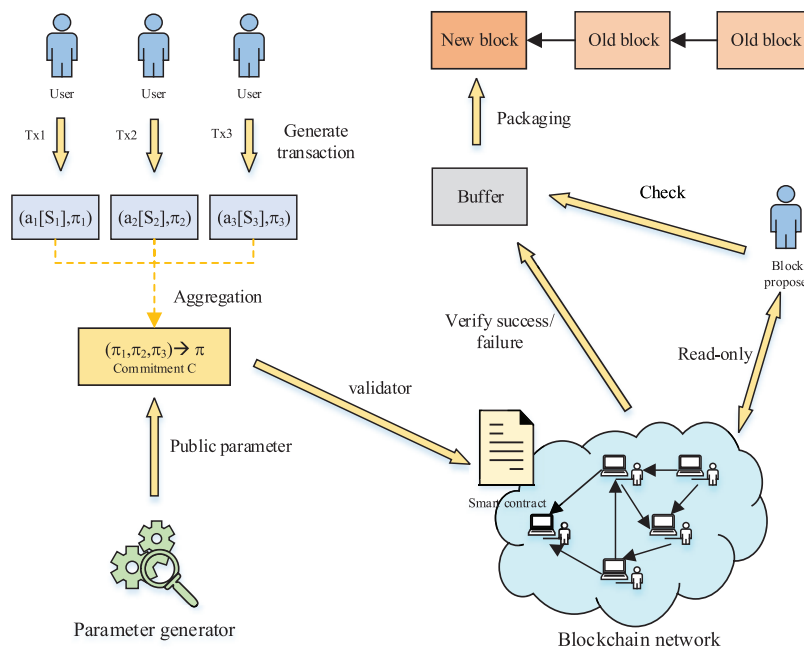 User
User
User
Tx1
Tx2
Tx3
Generate
transaction
(a1[S1],π1)
(a2[S2],π2)
(a3[S3],π3)
Aggregation
(π1,π2,π3)→ π
Commitment C
Public parameter
Parameter generator
New block
Old block
Old block
Packaging
Buffer
Check
Block
propose
Verify success/
failure
Read-only
validator
Smart contract
Blockchain network